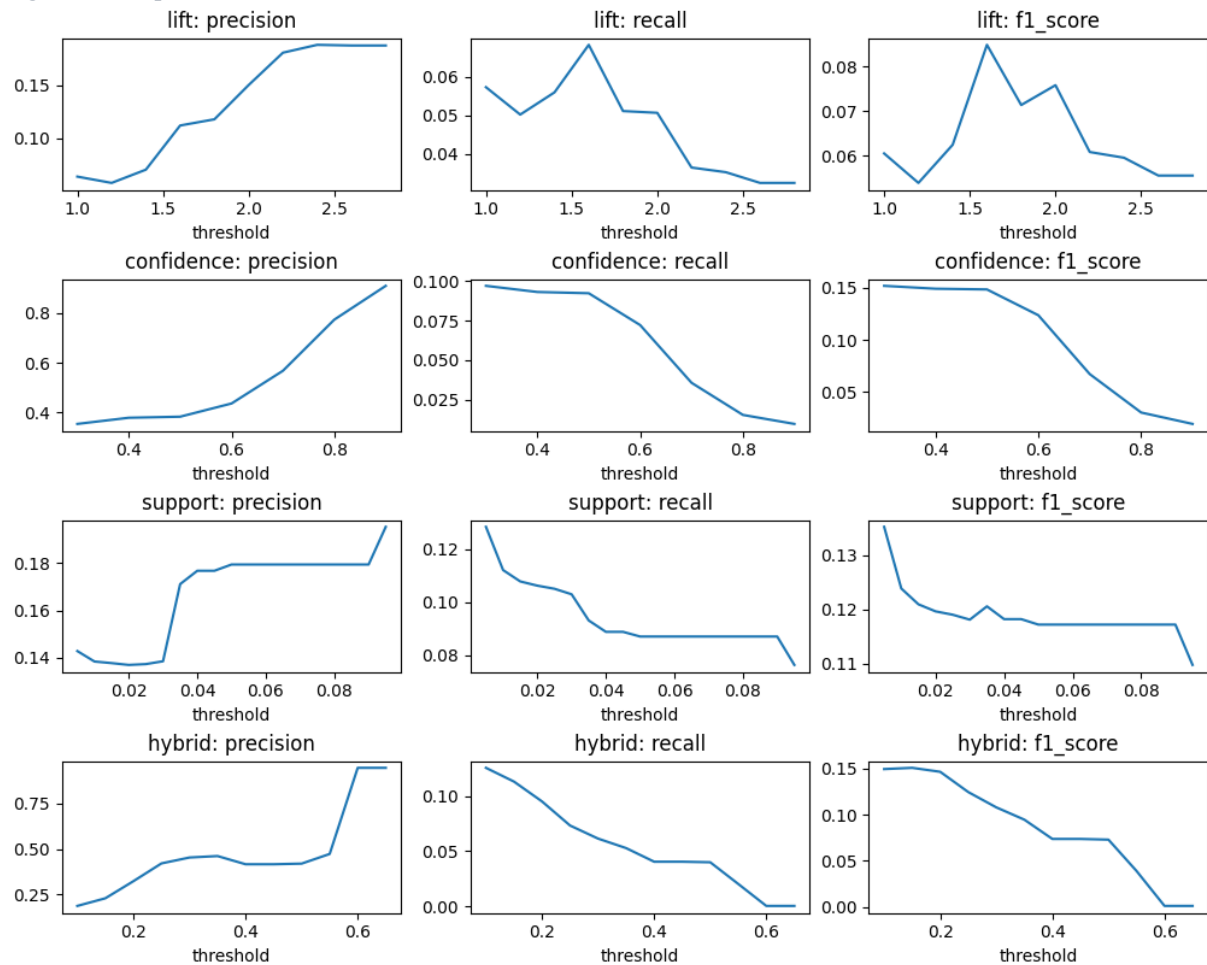 lift: precision lift: recall lift: f1_score
0.15 0.06 0.08
0.10 0.05 0.07
0.04 0.06
1.0 1.5 2.0 2.5 1.0 1.5 2.0 2.5 1.0 1.5 2.0 2.5
threshold threshold threshold
confidence: precision confidence: recall confidence: f1_score
0.8 0.100 0.15
0.6 0.075 0.10
0.4 0.050 0.05
0.025
0.4 0.6 0.8 0.4 0.6 0.8 0.4 0.6 0.8
threshold threshold threshold
support: precision support: recall support: f1_score
0.18 0.12 0.13
0.16 0.10 0.12
0.14 0.08 0.11
0.02 0.04 0.06 0.08 0.02 0.04 0.06 0.08 0.02 0.04 0.06 0.08
threshold threshold threshold
hybrid: precision hybrid: recall hybrid: f1_score
0.75 0.10 0.15
0.50 0.05 0.10
0.25 0.00 0.05
0.00
0.2 0.4 0.6 0.2 0.4 0.6 0.2 0.4 0.6
threshold threshold threshold